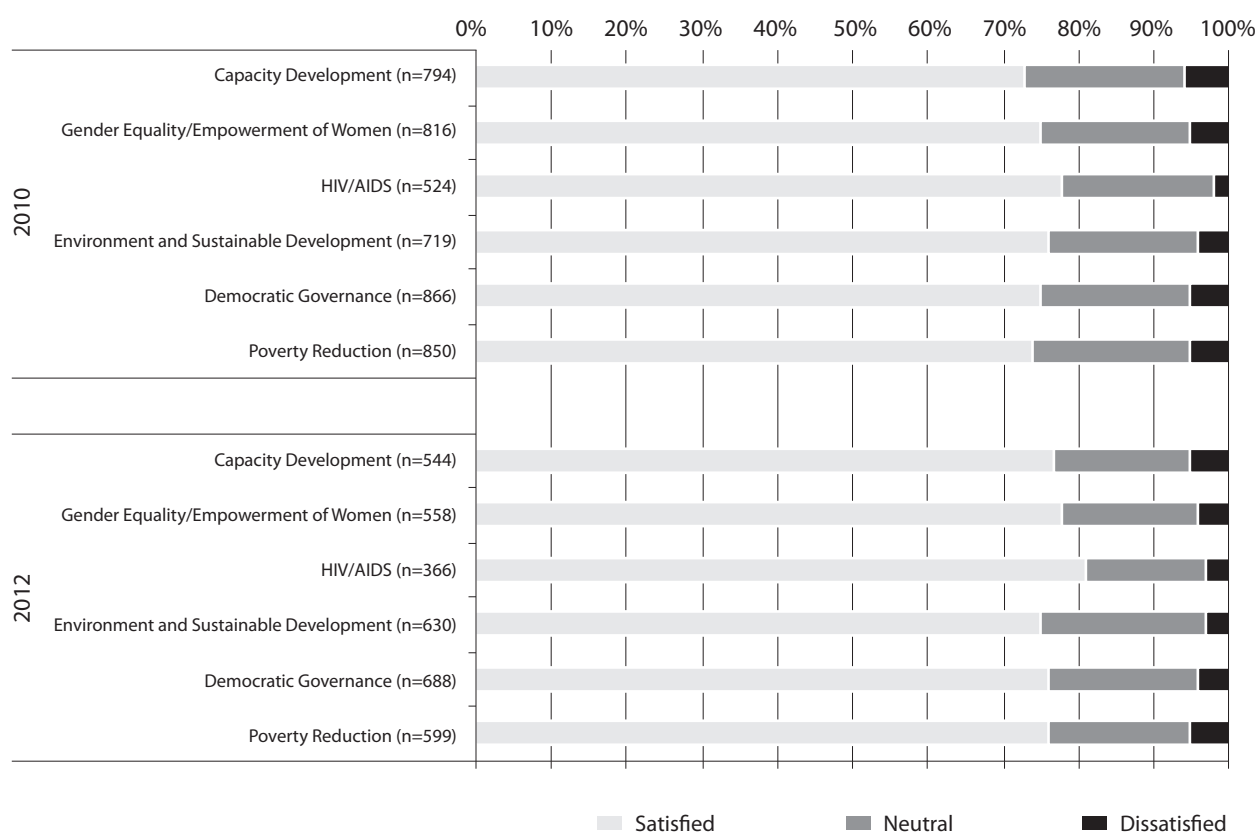 0% 10% 20% 30% 40% 50% 60% 70% 80% 90% 100%
2010
Capacity Development (n=794)
Gender Equality/Empowerment of Women (n=816)
HIV/AIDS (n=524)
Environment and Sustainable Development (n=719)
Democratic Governance (n=866)
Poverty Reduction (n=850)
2012
Capacity Development (n=544)
Gender Equality/Empowerment of Women (n=558)
HIV/AIDS (n=366)
Environment and Sustainable Development (n=630)
Democratic Governance (n=688)
Poverty Reduction (n=599)
Satisfied Neutral Dissatisfied